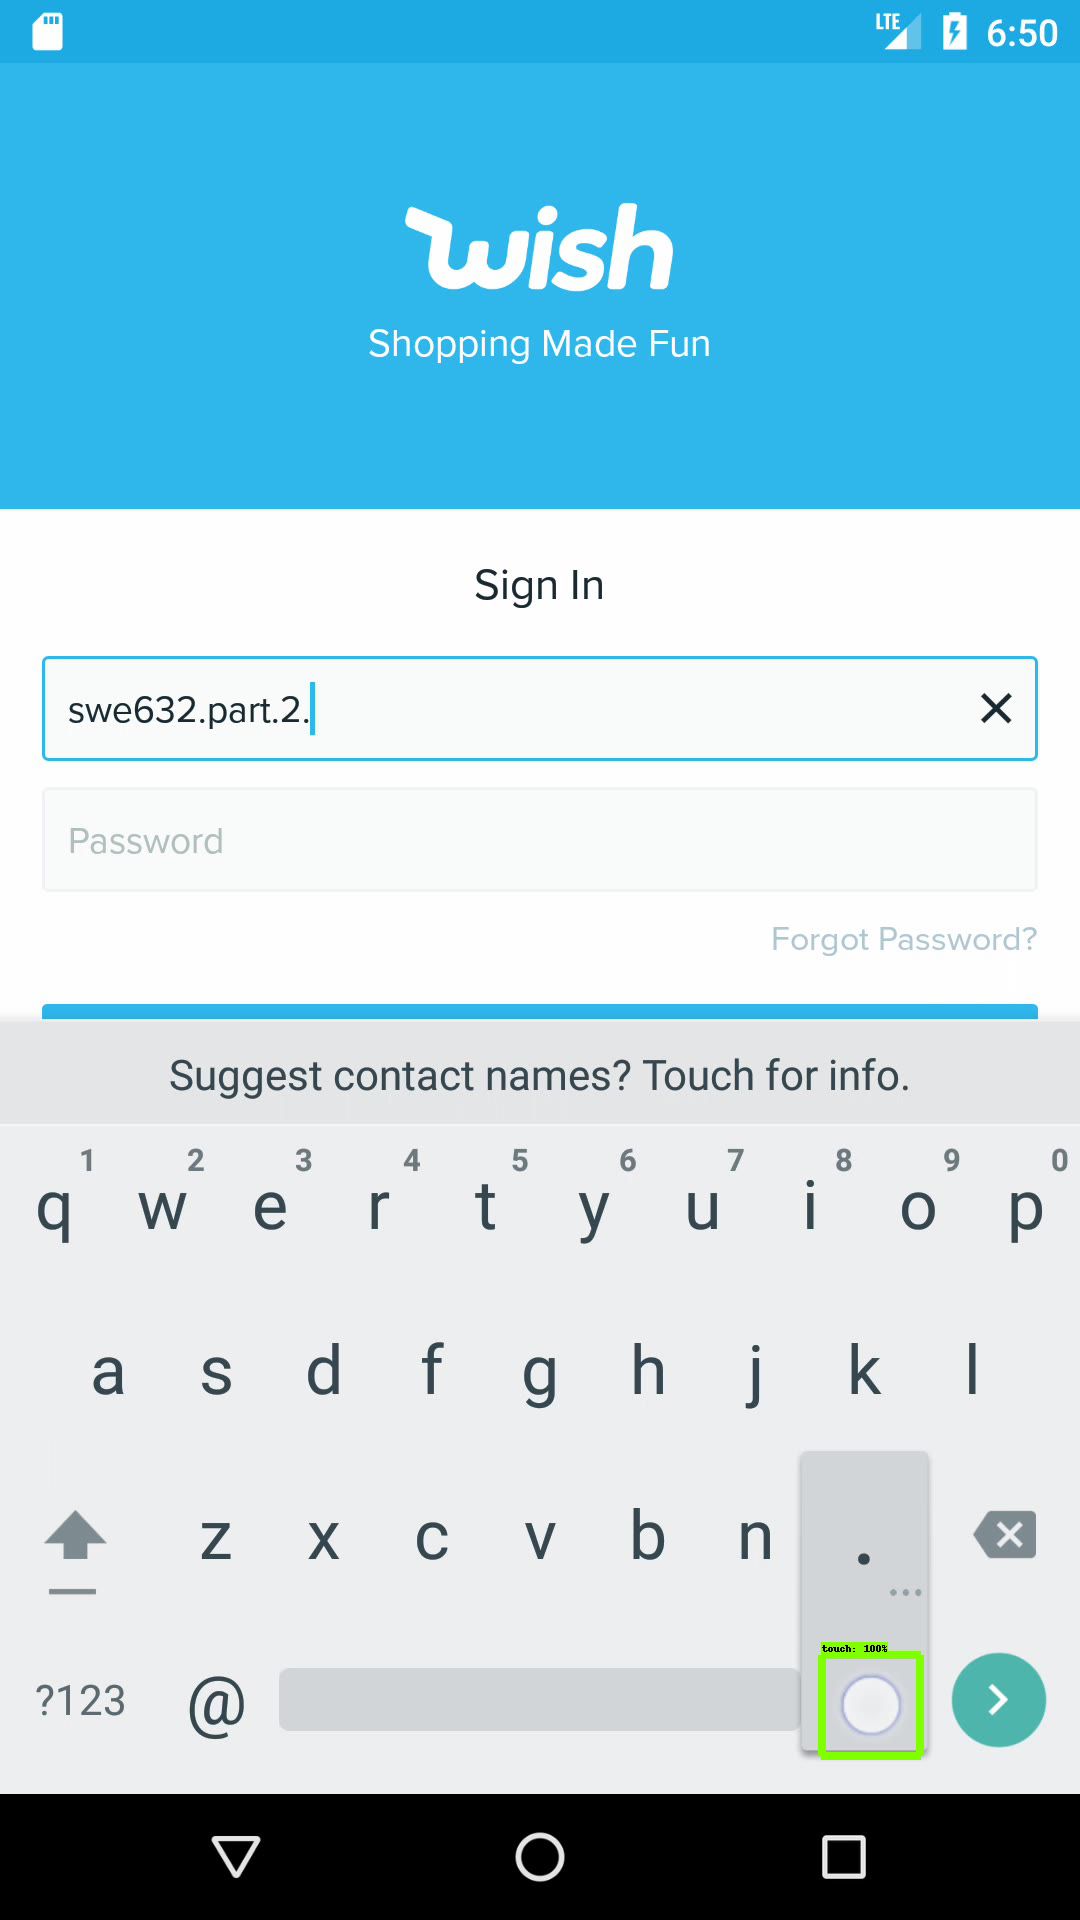 LTE 6:50
wish
Shopping Made Fun
Sign In
swe632.part.2.
Password
Forgot Password?
Suggest contact names? Touch for info.
1 2 3 4 5 6 7 8 9 0
q w e r t y u i o p
a s d f g h j k l
z x c v b n .
...
touch: 100%
?123 @